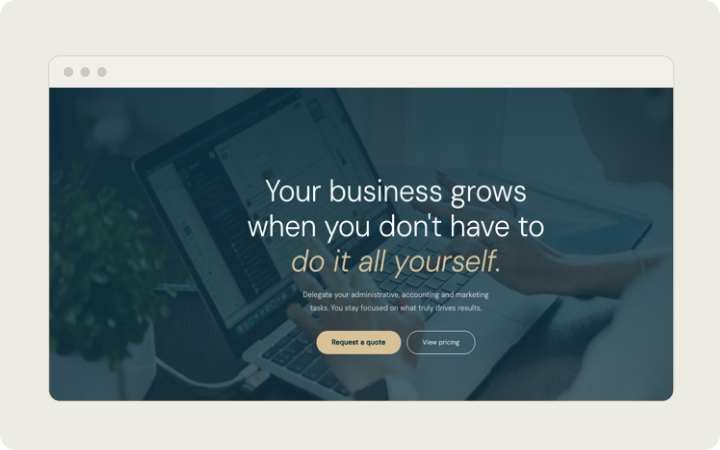 Your business grows
when you don't have to
do it all yourself.
Delegate your administrative, accounting and marketing
tasks. You stay focused on what truly drives results.
Request a quote
View pricing